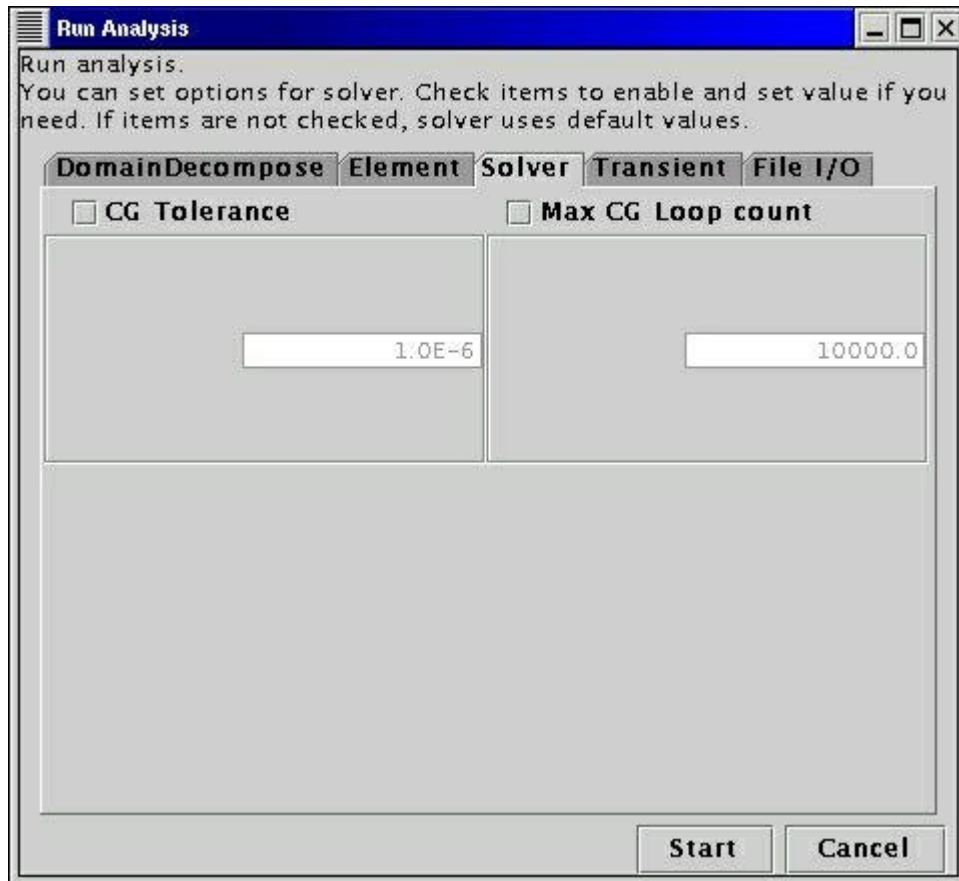 Run Analysis
Run analysis.
You can set options for solver. Check items to enable and set value if you
need. If items are not checked, solver uses default values.
DomainDecompose Element Solver Transient File I/O
CG Tolerance Max CG Loop count
1.0E-6 10000.0
Start Cancel